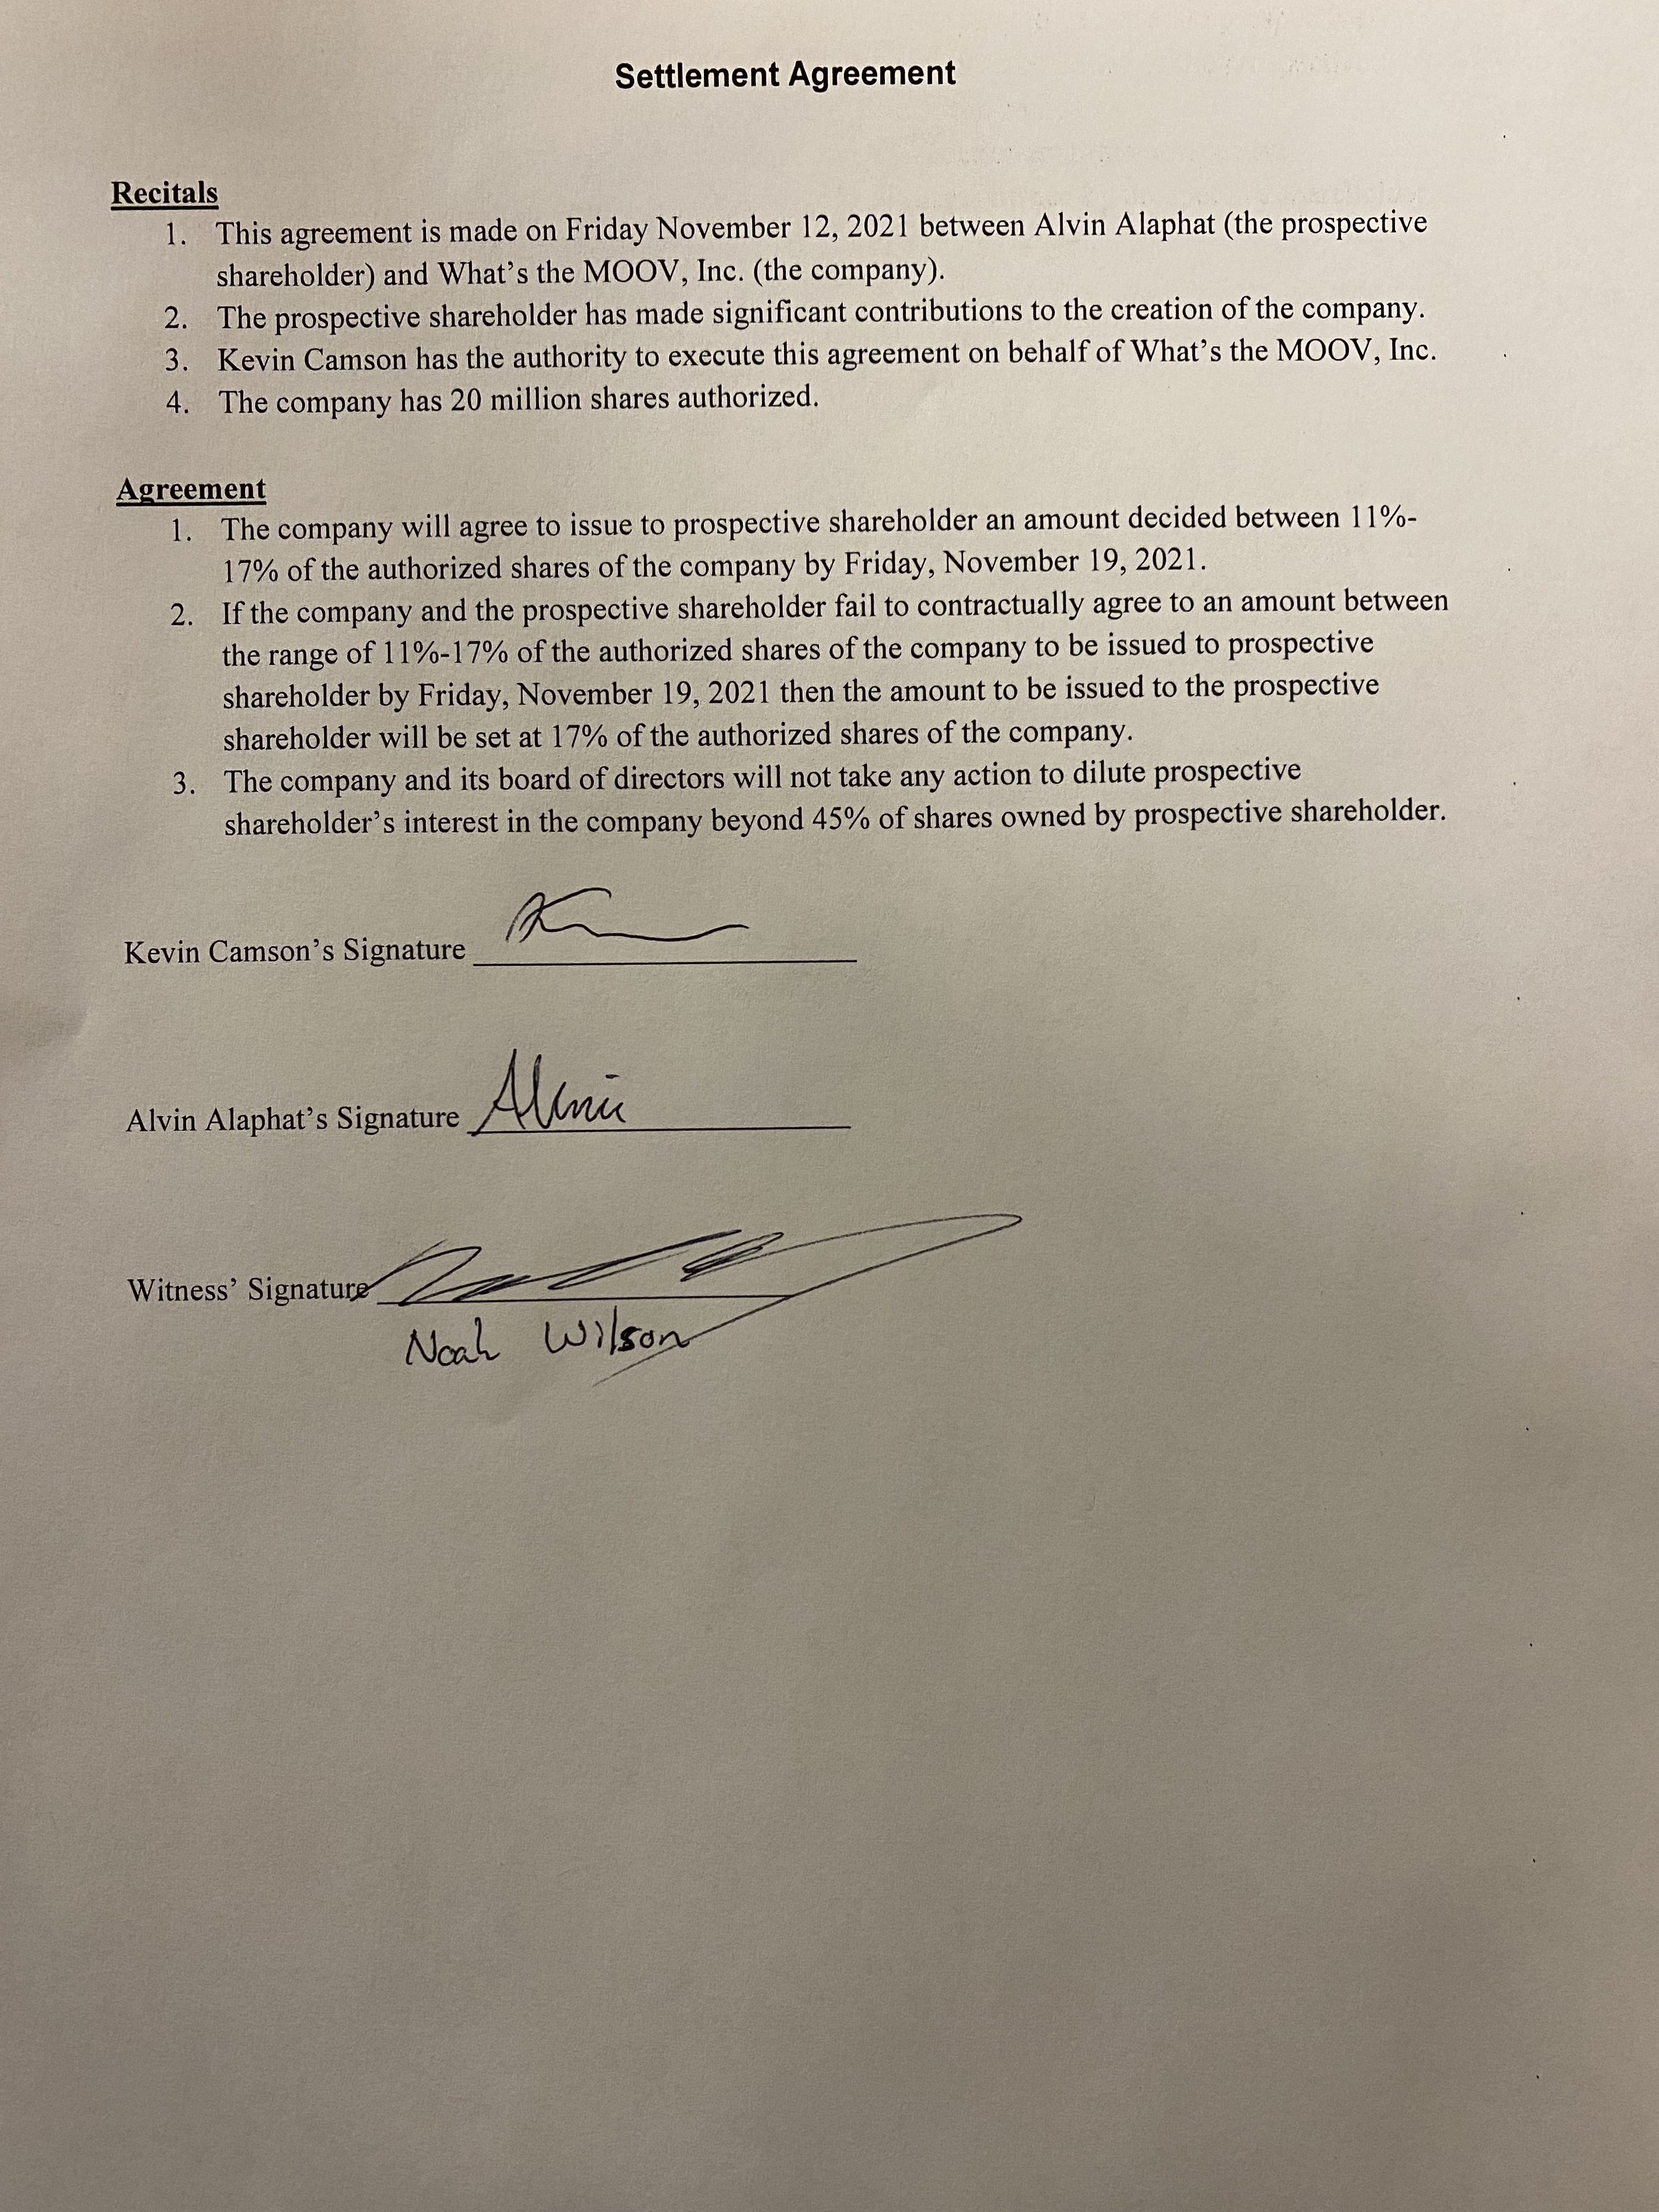 Settlement Agreement
Recitals
1. This agreement is made on Friday November 12, 2021 between Alvin Alaphat (the prospective
shareholder) and What's the MOOV, Inc. (the company).
2. The prospective shareholder has made significant contributions to the creation of the company.
3. Kevin Camson has the authority to execute this agreement on behalf of What's the MOOV, Inc.
4. The company has 20 million shares authorized.
Agreement
1. The company will agree to issue to prospective shareholder an amount decided between 11%-
17% of the authorized shares of the company by Friday, November 19, 2021.
2. If the company and the prospective shareholder fail to contractually agree to an amount between
the range of 11%-17% of the authorized shares of the company to be issued to prospective
shareholder by Friday, November 19, 2021 then the amount to be issued to the prospective
shareholder will be set at 17% of the authorized shares of the company.
3. The company and its board of directors will not take any action to dilute prospective
shareholder's interest in the company beyond 45% of shares owned by prospective shareholder.
Kevin Camson's Signature
Alvin Alaphat's Signature Alvin
Witness' Signature
Noah Wilson